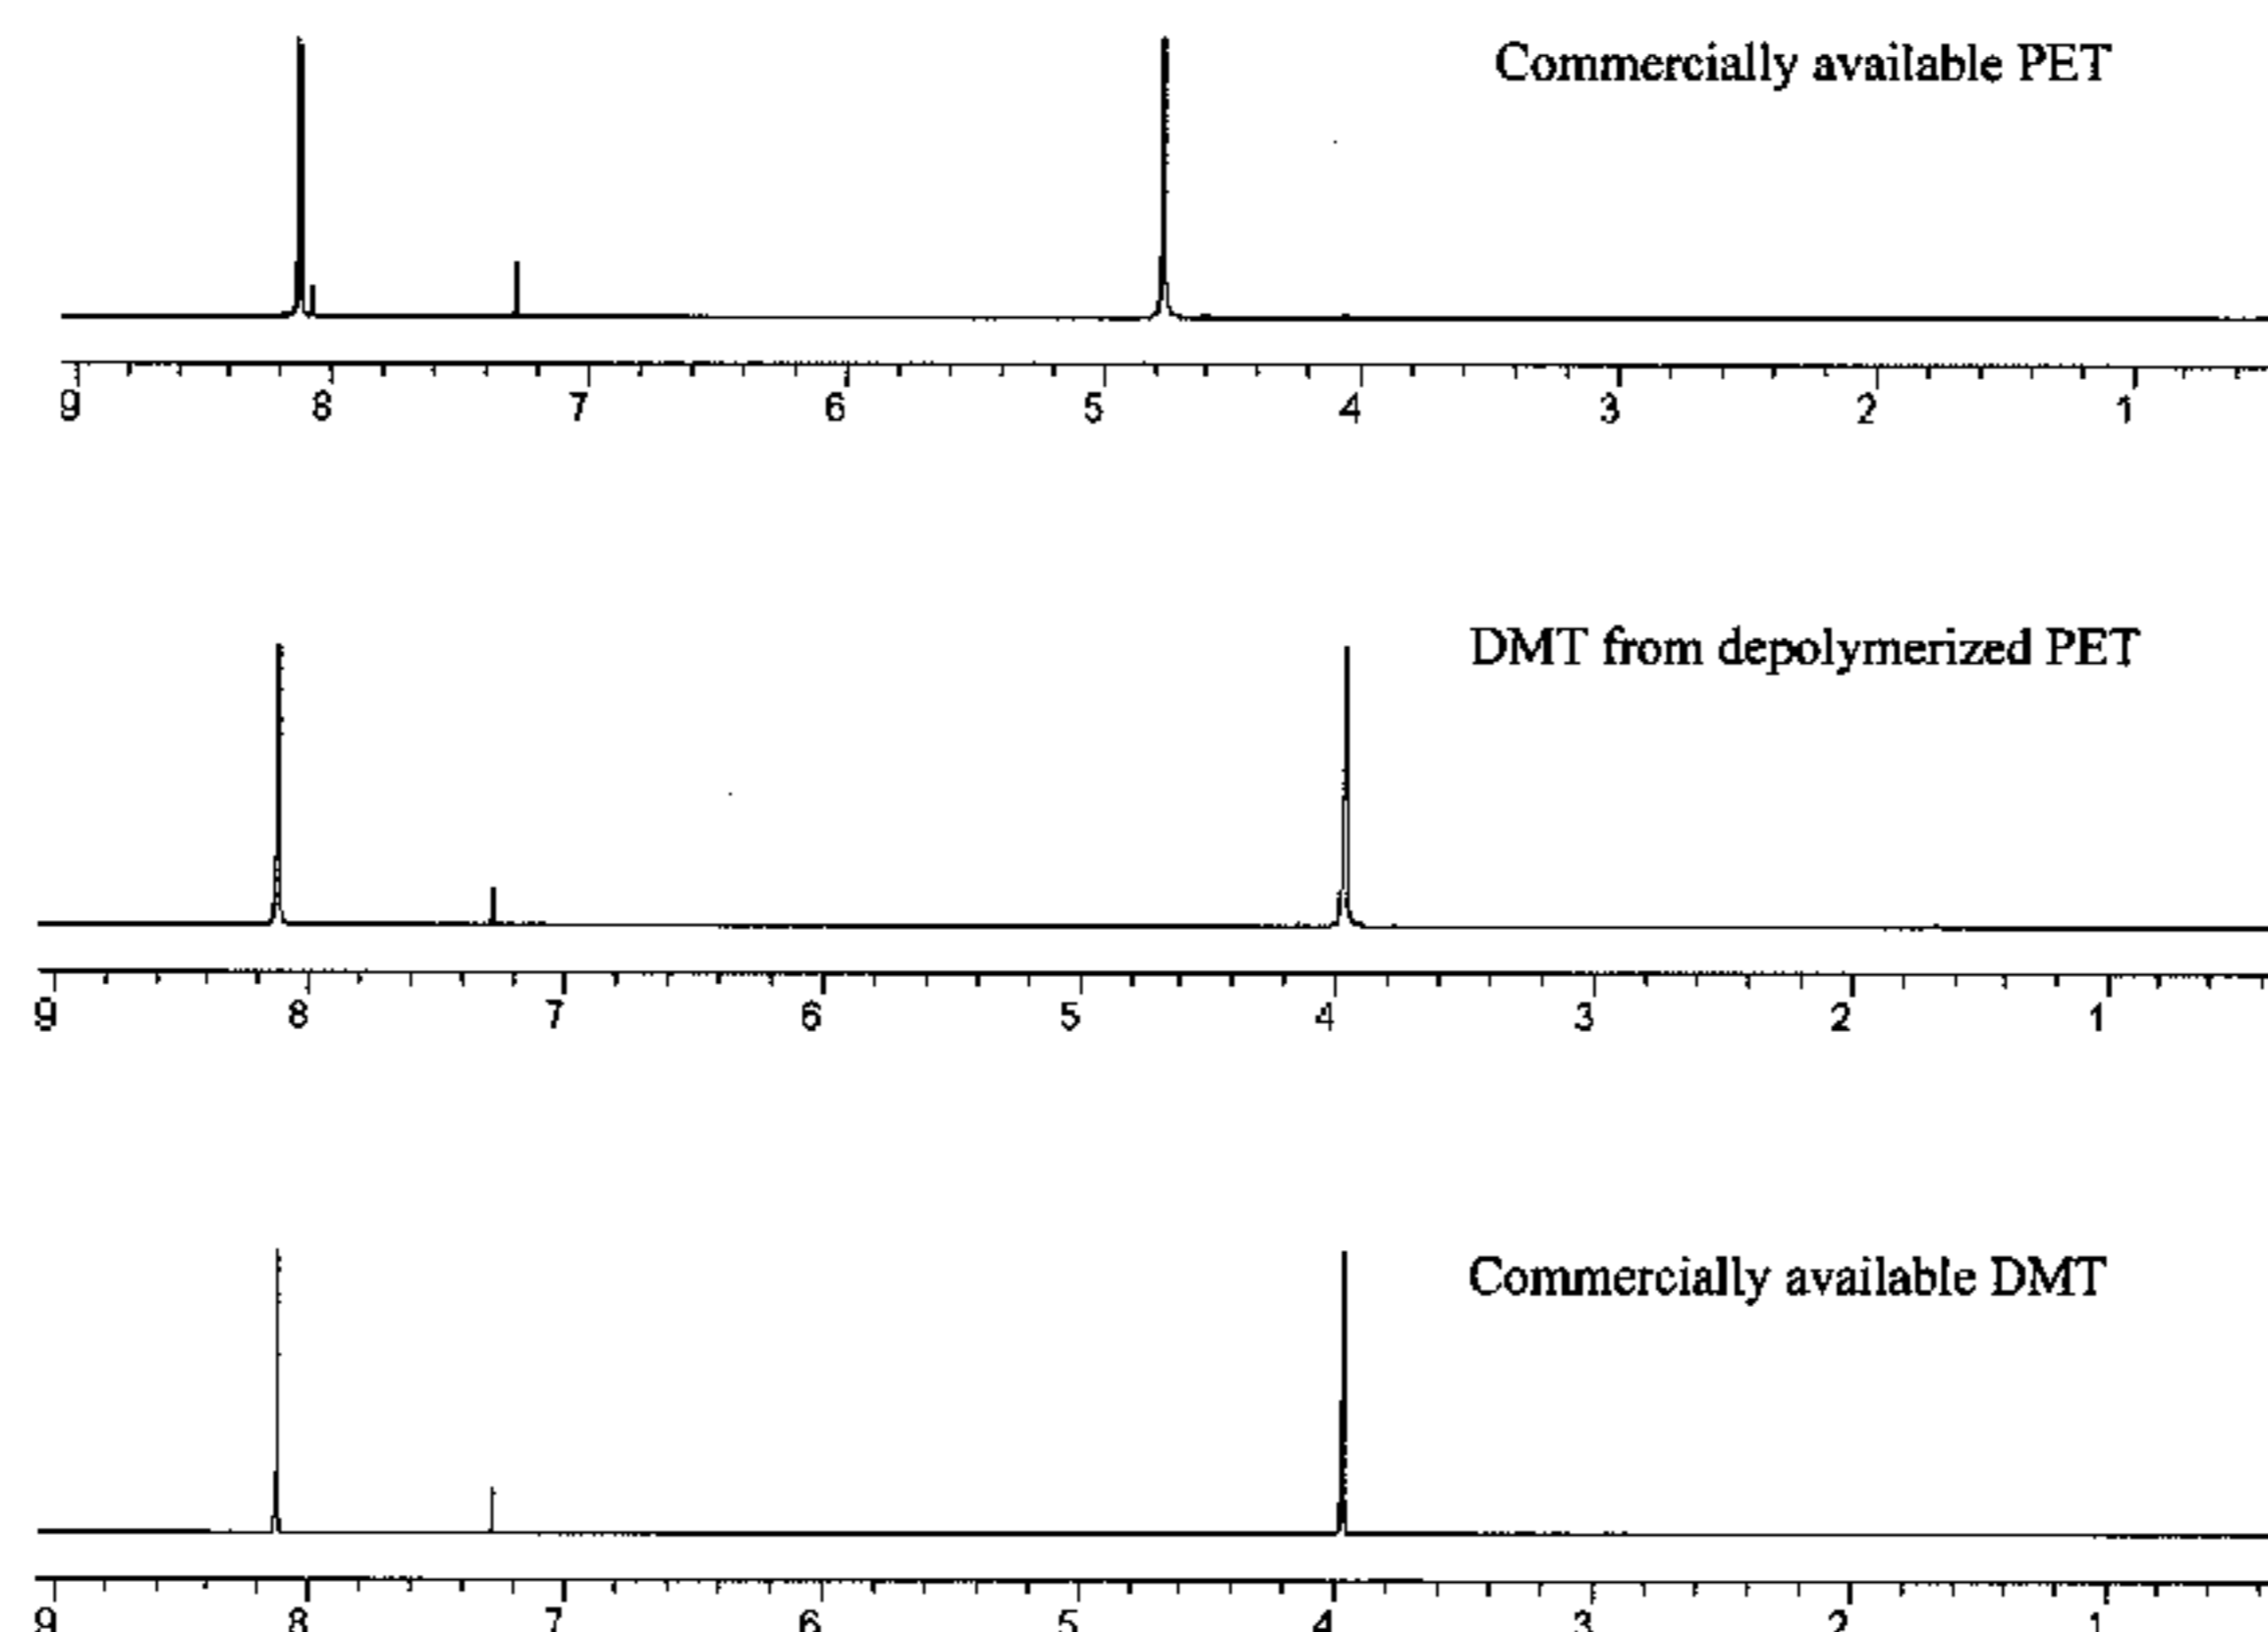 Commercially available PET
9 8 7 6 5 4 3 2 1
DMT from depolymerized PET
9 8 7 6 5 4 3 2 1
Commercially available DMT
9 8 7 6 5 4 3 2 1